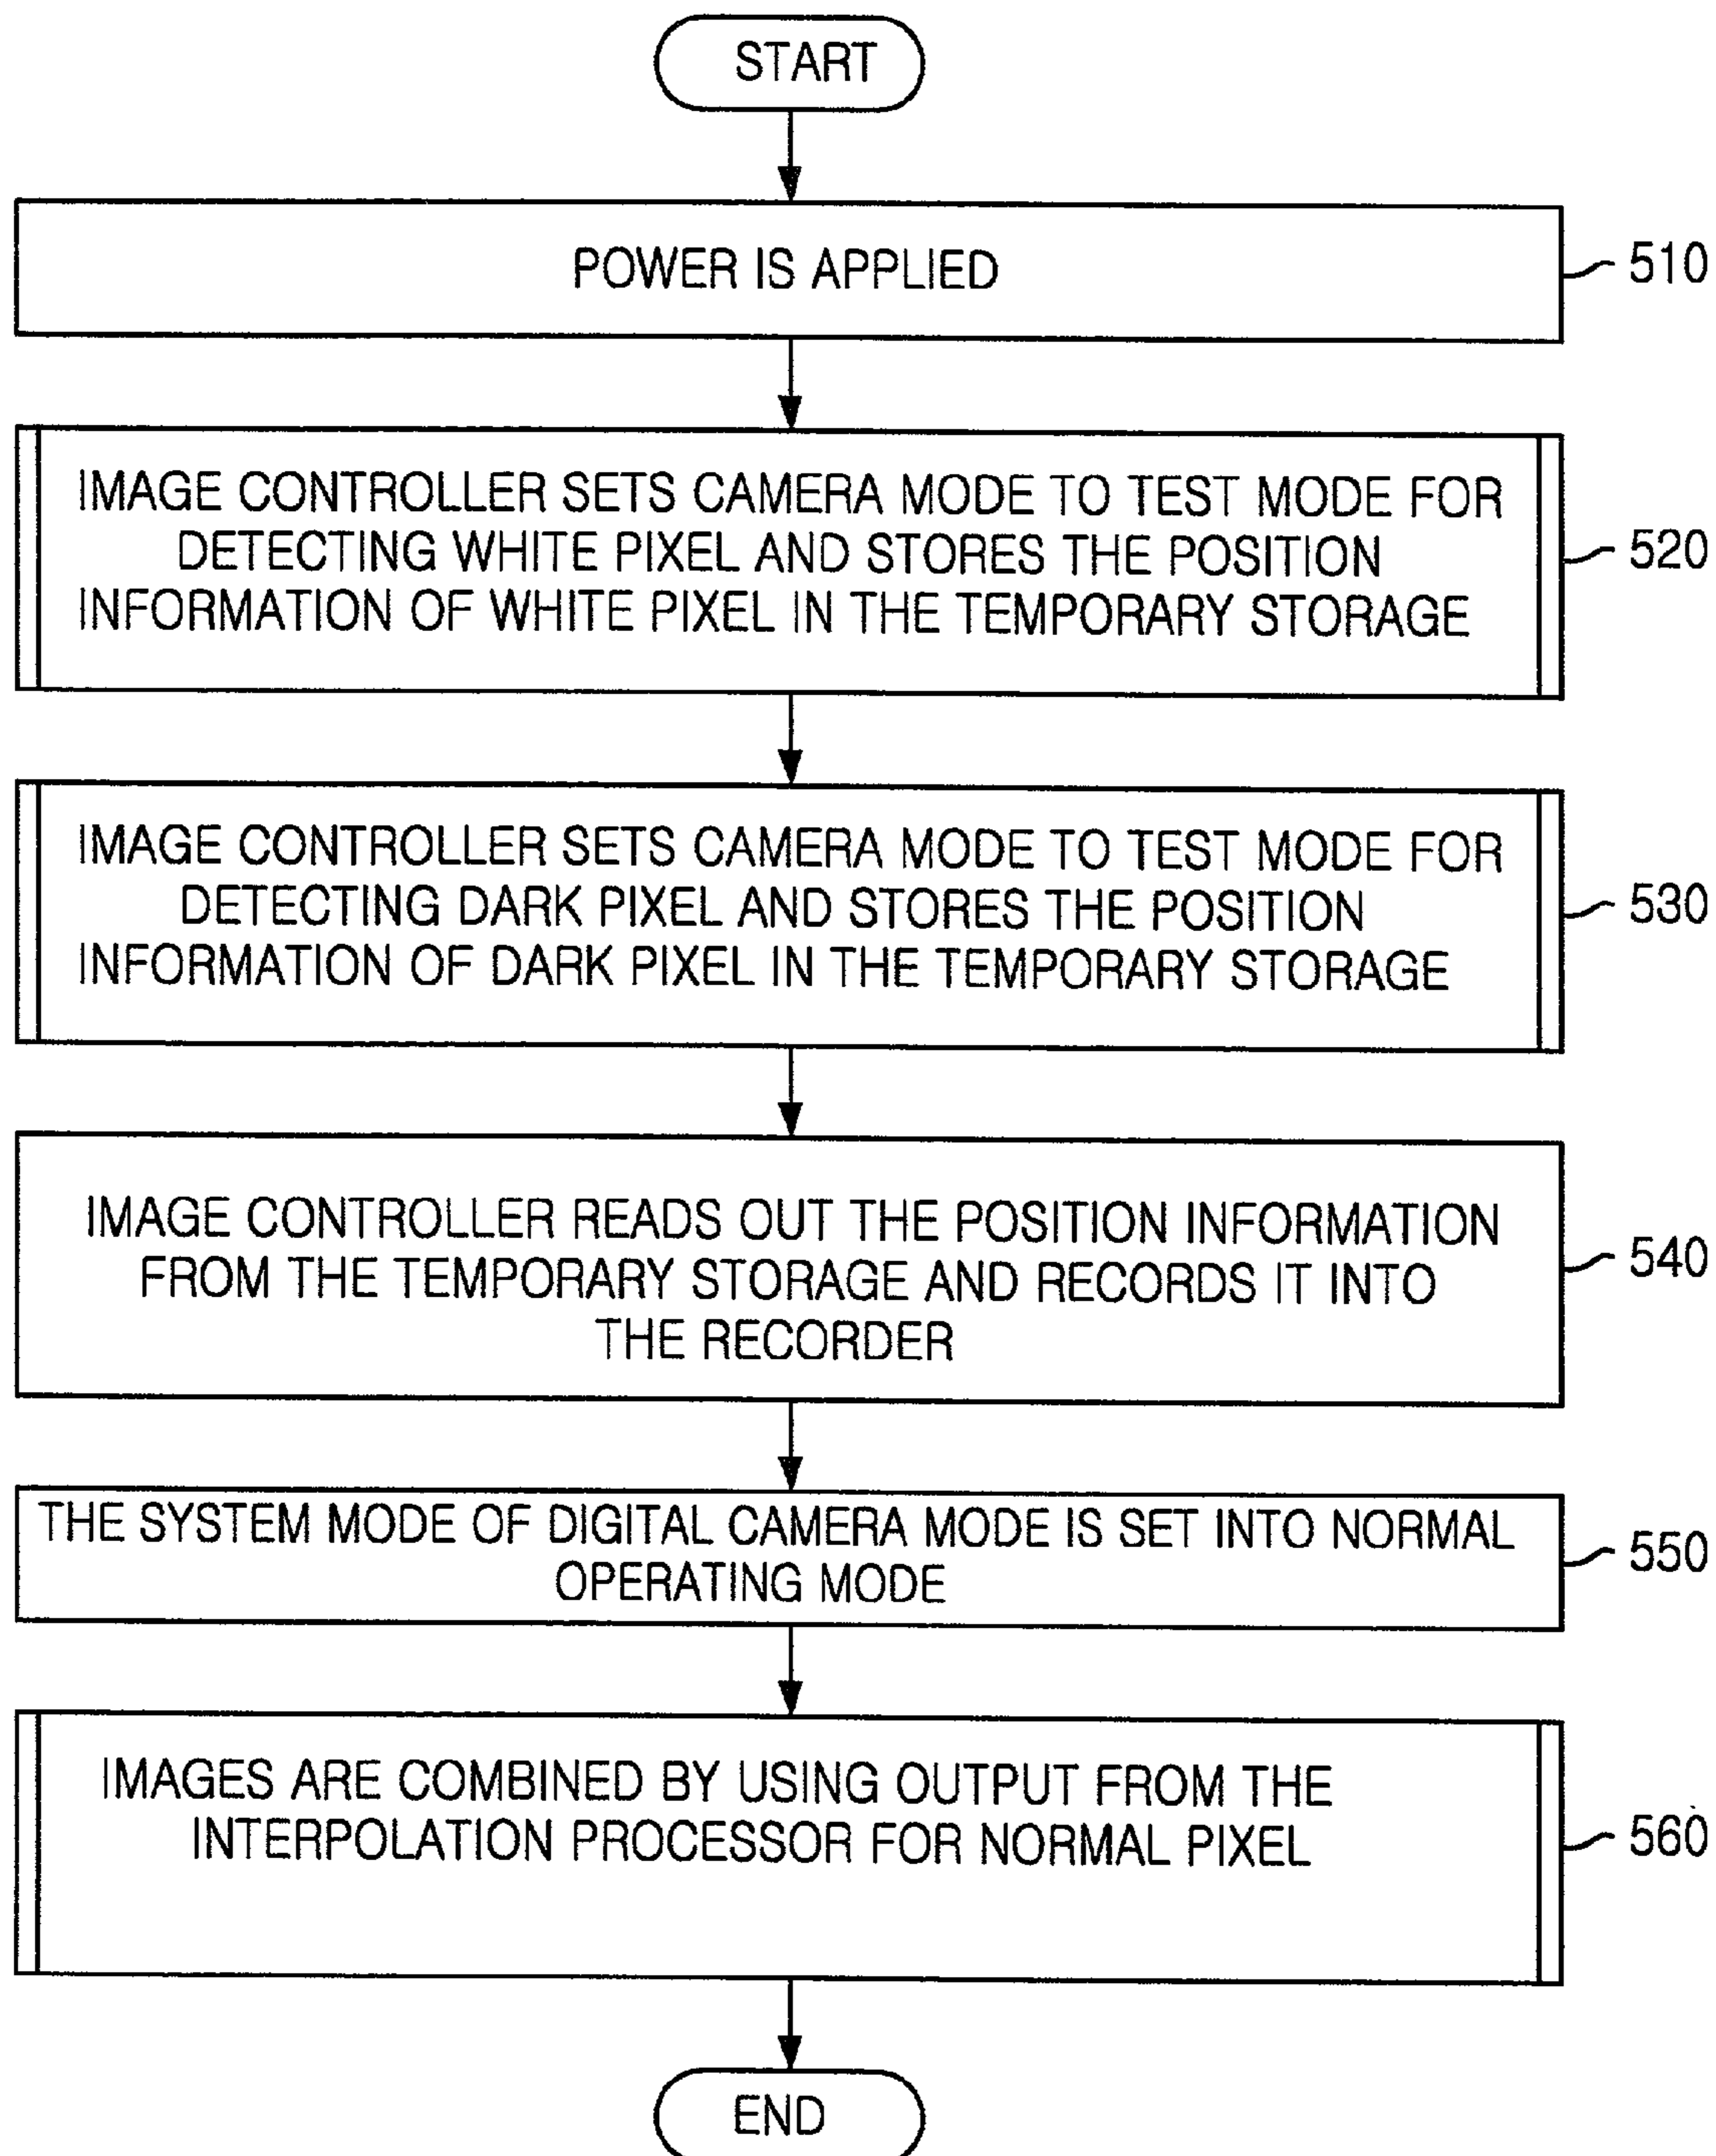 START
POWER IS APPLIED
510
IMAGE CONTROLLER SETS CAMERA MODE TO TEST MODE FOR
DETECTING WHITE PIXEL AND STORES THE POSITION
INFORMATION OF WHITE PIXEL IN THE TEMPORARY STORAGE
520
IMAGE CONTROLLER SETS CAMERA MODE TO TEST MODE FOR
DETECTING DARK PIXEL AND STORES THE POSITION
INFORMATION OF DARK PIXEL IN THE TEMPORARY STORAGE
530
IMAGE CONTROLLER READS OUT THE POSITION INFORMATION
FROM THE TEMPORARY STORAGE AND RECORDS IT INTO
THE RECORDER
540
THE SYSTEM MODE OF DIGITAL CAMERA MODE IS SET INTO NORMAL
OPERATING MODE
550
IMAGES ARE COMBINED BY USING OUTPUT FROM THE
INTERPOLATION PROCESSOR FOR NORMAL PIXEL
560
END